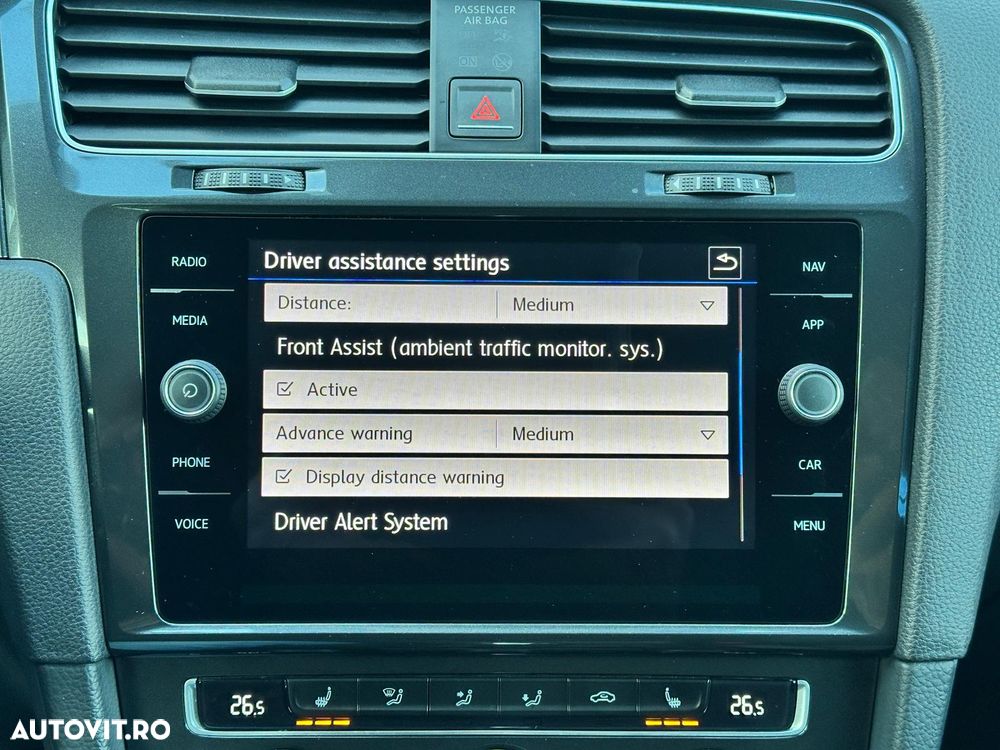 PASSENGER
AIR BAG
OFF
ON
RADIO
MEDIA
PHONE
VOICE
Driver assistance settings
Distance: Medium
Front Assist (ambient traffic monitor. sys.)
Active
Advance warning Medium
Display distance warning
Driver Alert System
NAV
APP
CAR
MENU
26.5
26.5
AUTOVIT.RO